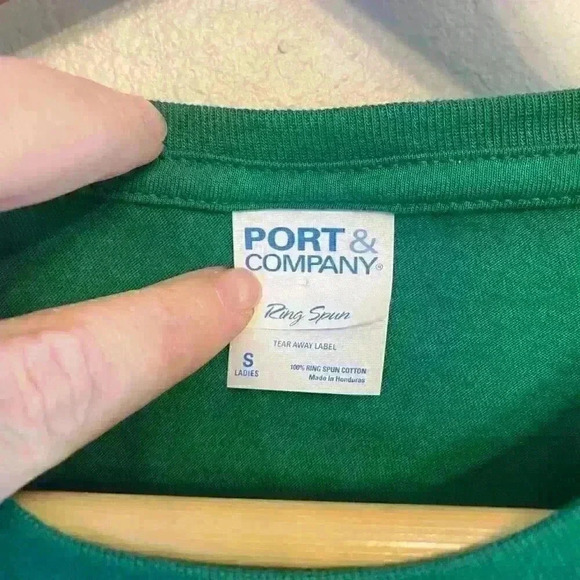 PORT &
COMPANY®
Ring Spun
TEAR AWAY LABEL
S
LADIES
100% RING SPUN COTTON
Made in Honduras